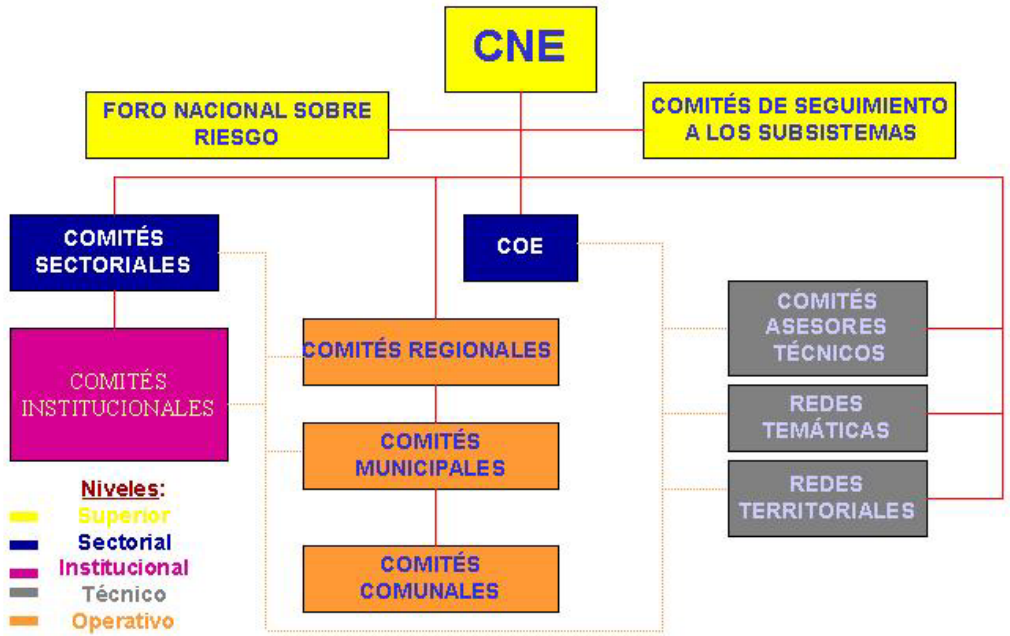 CNE
FORO NACIONAL SOBRE
RIESGO
COMITÉS DE SEGUIMIENTO
A LOS SUBSISTEMAS
COMITÉS
SECTORIALES
COE
COMITÉS
ASESORES
TÉCNICOS
COMITÉS REGIONALES
COMITÉS
INSTITUCIONALES
REDES
TEMÁTICAS
COMITÉS
MUNICIPALES
REDES
TERRITORIALES
COMITÉS
COMUNALES
Niveles:
Superior
Sectorial
Institucional
Técnico
Operativo